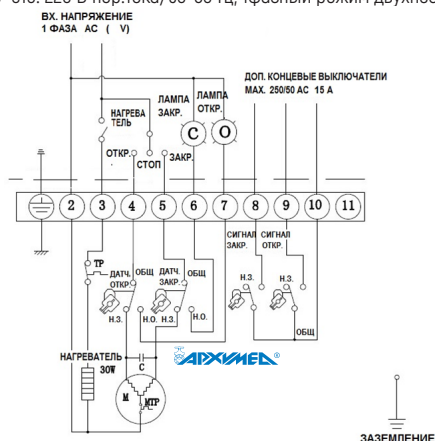 ВХ. НАПРЯЖЕНИЕ
1 ФАЗА AC ( V)
ДОП. КОНЦЕВЫЕ ВЫКЛЮЧАТЕЛИ
MAX. 250/50 AC 15 A
НАГРЕВА
ТЕЛЬ
ЛАМПА
ЗАКР.
ЛАМПА
ОТКР.
C
O
ОТКР.
СТОП
ЗАКР.
2 3 4 5 6 7 8 9 10 11
СИГНАЛ
ЗАКР.
СИГНАЛ
ОТКР.
ТР
ДАТЧ.
ОТКР.
ОБЩ
ДАТЧ.
ЗАКР.
ОБЩ
Н.З.
Н.З.
Н.З.
Н.О.
Н.З.
Н.О.
ОБЩ
НАГРЕВАТЕЛЬ
30W
C
АРХИМЕД®
M
МТР
ЗАЗЕМЛЕНИЕ